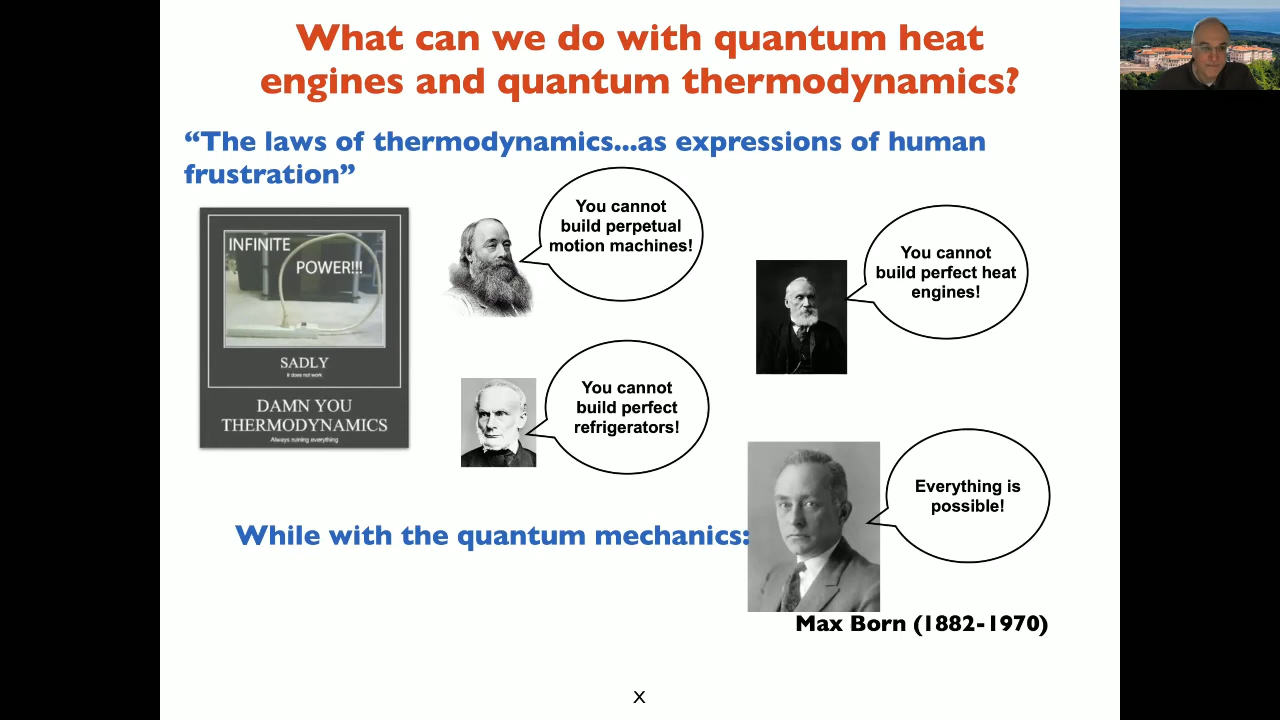 What can we do with quantum heat
engines and quantum thermodynamics?
“The laws of thermodynamics...as expressions of human
frustration”
INFINITE
POWER!!!
SADLY
It does not work
DAMN YOU
THERMODYNAMICS
Always ruining everything
You cannot
build perpetual
motion machines!
You cannot
build perfect heat
engines!
You cannot
build perfect
refrigerators!
While with the quantum mechanics:
Everything is
possible!
Max Born (1882-1970)
X